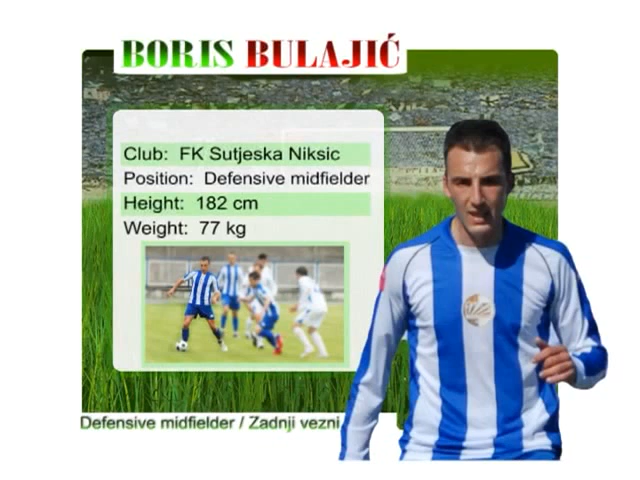 BORIS BULAJIĆ
Club: FK Sutjeska Niksic
Position: Defensive midfielder
Height: 182 cm
Weight: 77 kg
Defensive midfielder / Zadnji vezni